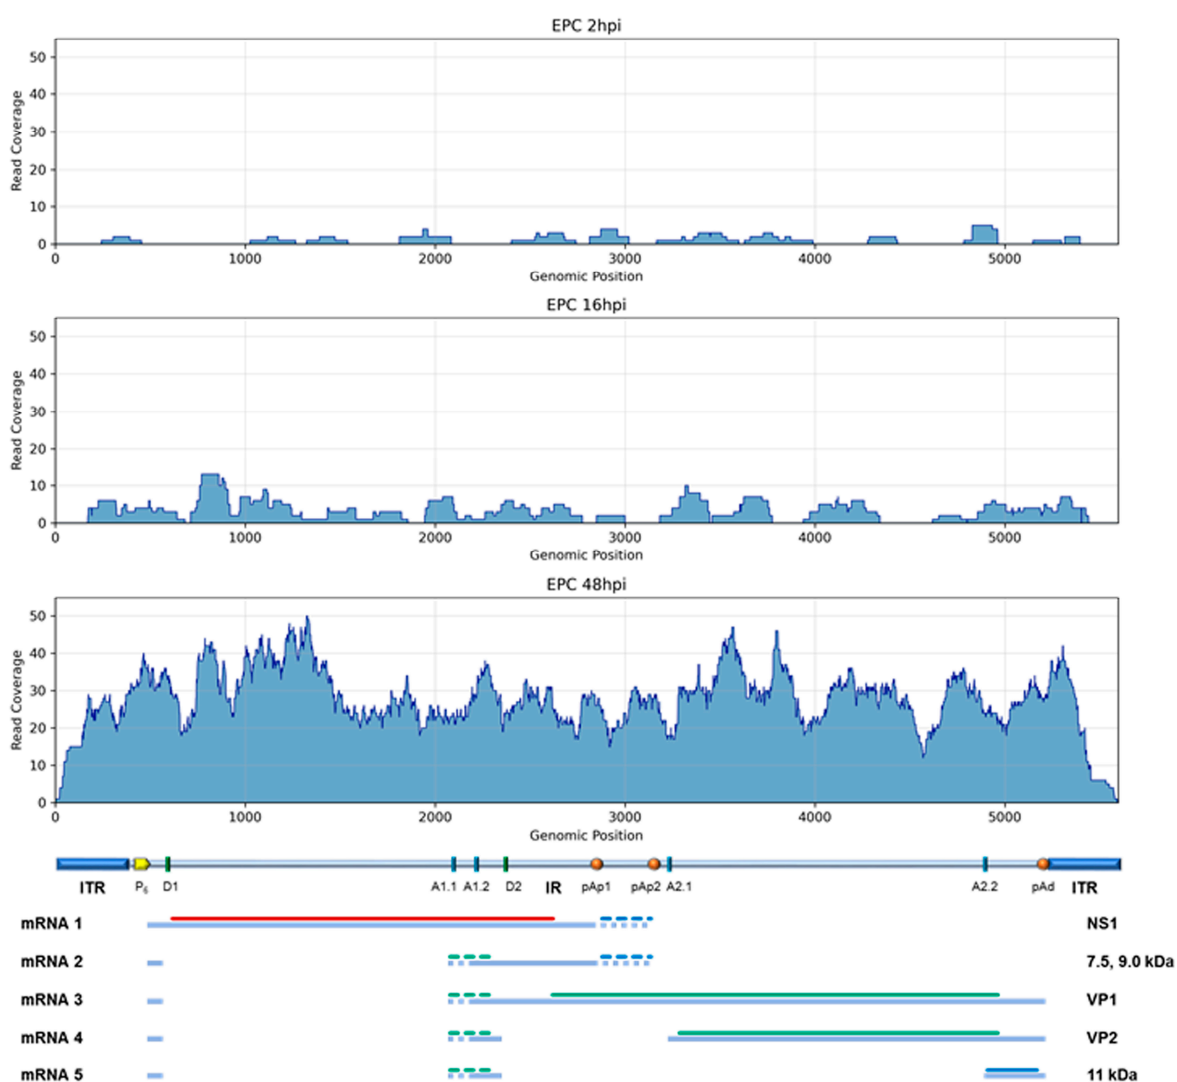 EPC 2hpi
50
40
30
20
10
0
Read Coverage
0 1000 2000 3000 4000 5000
Genomic Position
EPC 16hpi
50
40
30
20
10
0
Read Coverage
0 1000 2000 3000 4000 5000
Genomic Position
EPC 48hpi
50
40
30
20
10
0
Read Coverage
0 1000 2000 3000 4000 5000
Genomic Position
ITR P6 D1 A1.1 A1.2 D2 IR pAp1 pAp2 A2.1 A2.2 pAd ITR
mRNA 1 NS1
mRNA 2 7.5, 9.0 kDa
mRNA 3 VP1
mRNA 4 VP2
mRNA 5 11 kDa